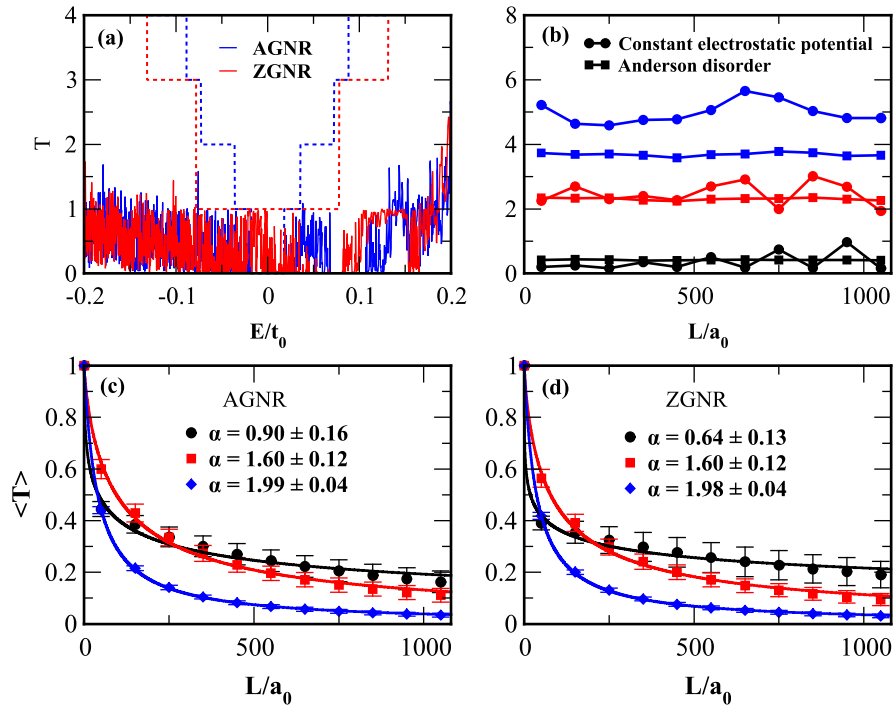 4
3
2
1
0
T
(a)
AGNR
ZGNR
-0.2
-0.1
0
0.1
0.2
E/t0
8
6
4
2
0
(b)
Constant electrostatic potential
Anderson disorder
0
500
1000
L/a0
1
0.8
0.6
0.4
0.2
0
<T>
(c)
AGNR
α = 0.90 ± 0.16
α = 1.60 ± 0.12
α = 1.99 ± 0.04
0
500
1000
L/a0
(d)
ZGNR
α = 0.64 ± 0.13
α = 1.60 ± 0.12
α = 1.98 ± 0.04
1
0.8
0.6
0.4
0.2
0
0
500
1000
L/a0